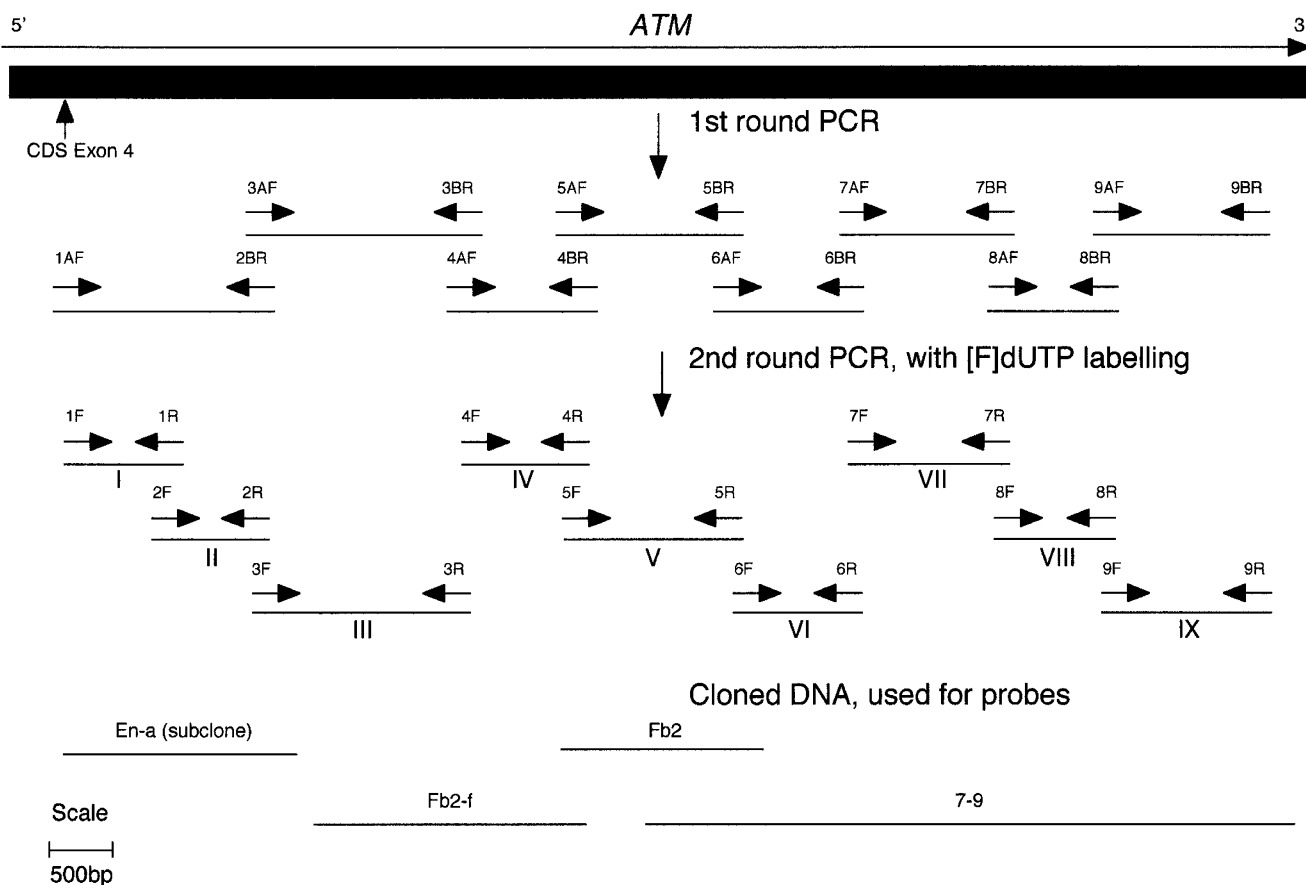 5' ATM 3
1st round PCR
CDS Exon 4
3AF 3BR 5AF 5BR 7AF 7BR 9AF 9BR
1AF 2BR 4AF 4BR 6AF 6BR 8AF 8BR
2nd round PCR, with [F]dUTP labelling
1F 1R 4F 4R 7F 7R
I IV VII
2F 2R 5F 5R 8F 8R
II V VIII
3F 3R 6F 6R 9F 9R
III VI IX
Cloned DNA, used for probes
En-a (subclone) Fb2
Fb2-f 7-9
Scale
500bp